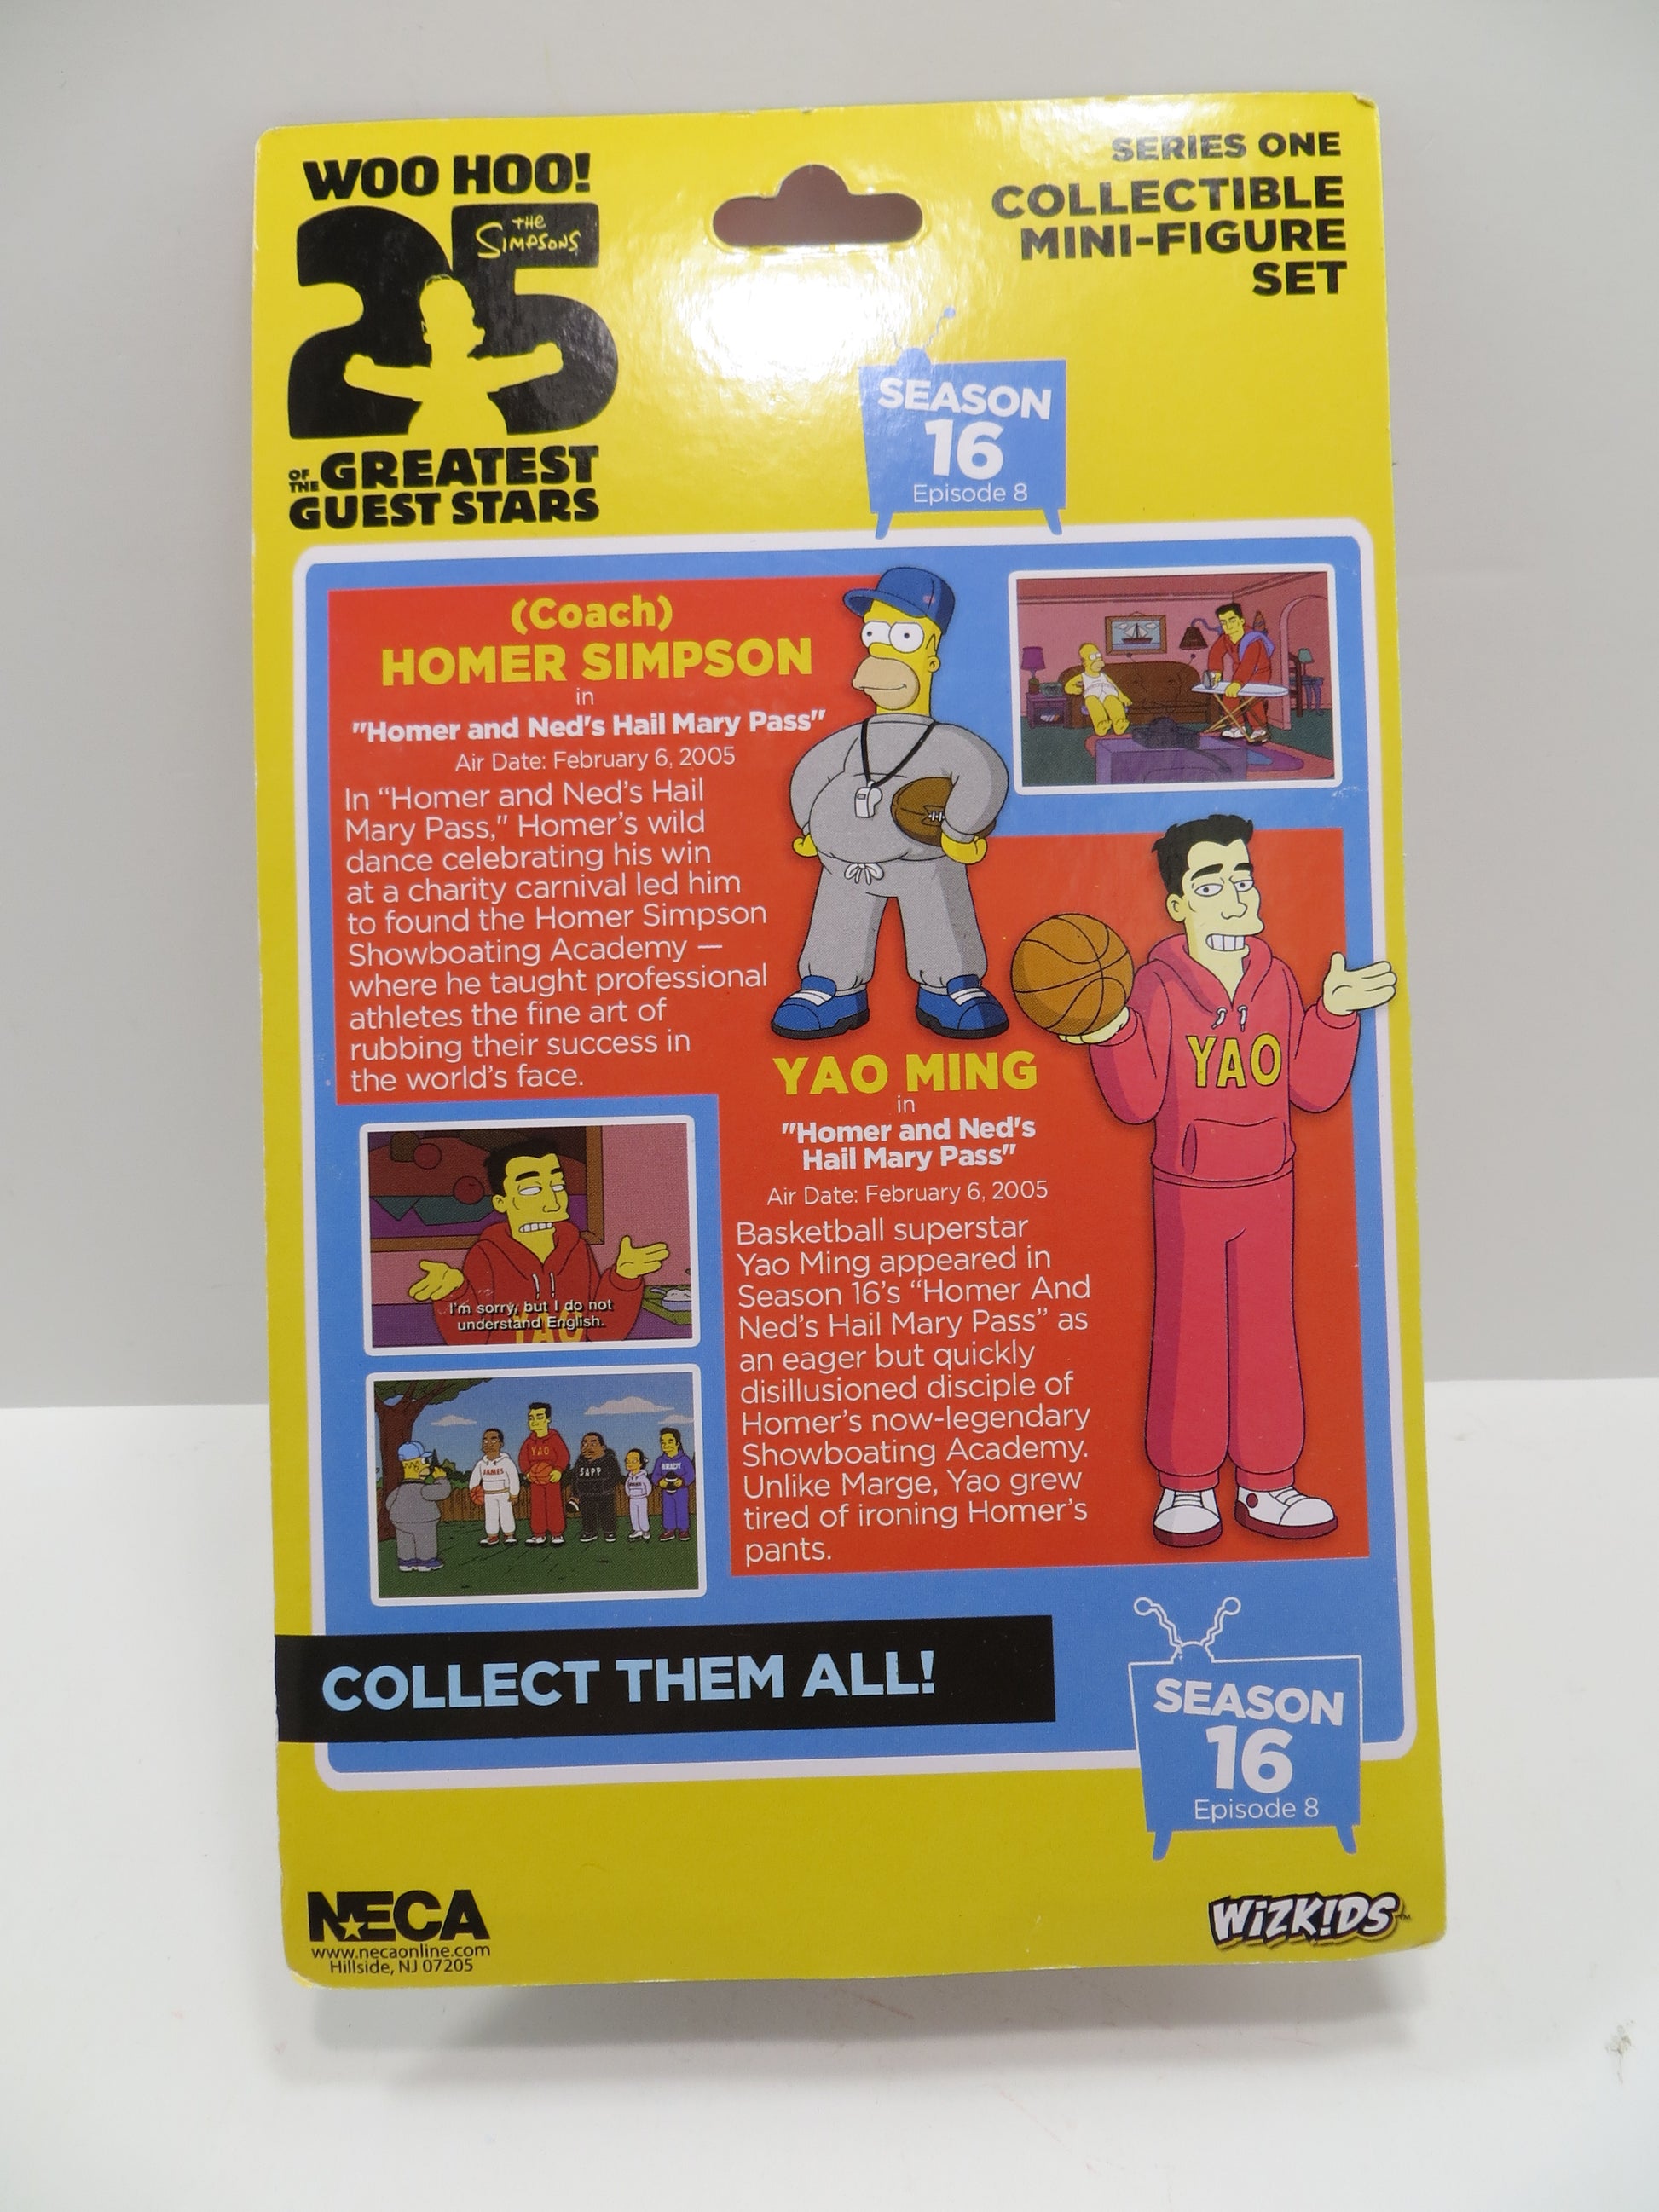 WOO HOO!
THE
SIMPSONS
25
OF THE GREATEST
GUEST STARS
SERIES ONE
COLLECTIBLE
MINI-FIGURE
SET
SEASON
16
Episode 8
(Coach)
HOMER SIMPSON
in
"Homer and Ned's Hail Mary Pass"
Air Date: February 6, 2005
In “Homer and Ned’s Hail
Mary Pass," Homer’s wild
dance celebrating his win
at a charity carnival led him
to found the Homer Simpson
Showboating Academy —
where he taught professional
athletes the fine art of
rubbing their success in
the world’s face.
YAO
YAO MING
in
"Homer and Ned's
Hail Mary Pass"
Air Date: February 6, 2005
Basketball superstar
Yao Ming appeared in
Season 16’s “Homer And
Ned’s Hail Mary Pass” as
an eager but quickly
disillusioned disciple of
Homer’s now-legendary
Showboating Academy.
Unlike Marge, Yao grew
tired of ironing Homer’s
pants.
I'm sorry, but I do not
understand English.
YAO
JAMES
YAO
SAPP
BRADY
COLLECT THEM ALL!
SEASON
16
Episode 8
NECA
www.necaonline.com
Hillside, NJ 07205
WIZK!DS